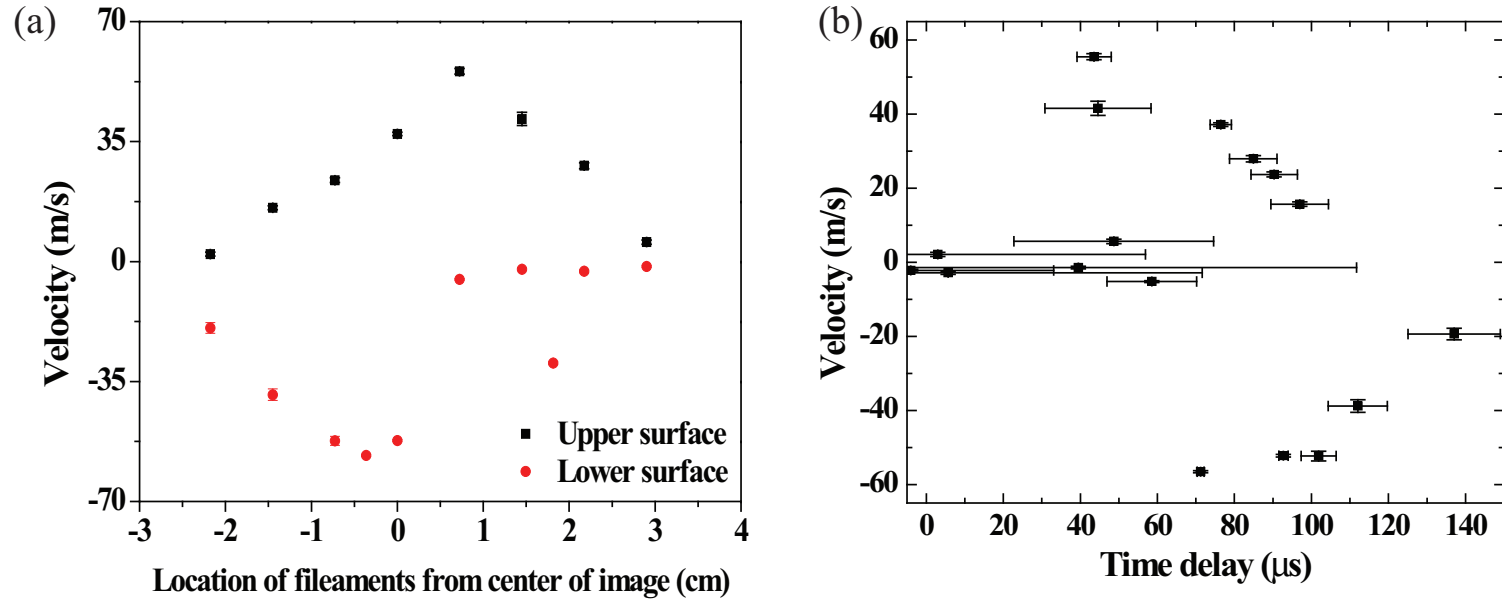 (a)
70
35
0
-35
-70
Velocity (m/s)
Upper surface
Lower surface
-3 -2 -1 0 1 2 3 4
Location of fileaments from center of image (cm)
(b)
60
40
20
0
-20
-40
-60
Velocity (m/s)
0 20 40 60 80 100 120 140
Time delay (μs)